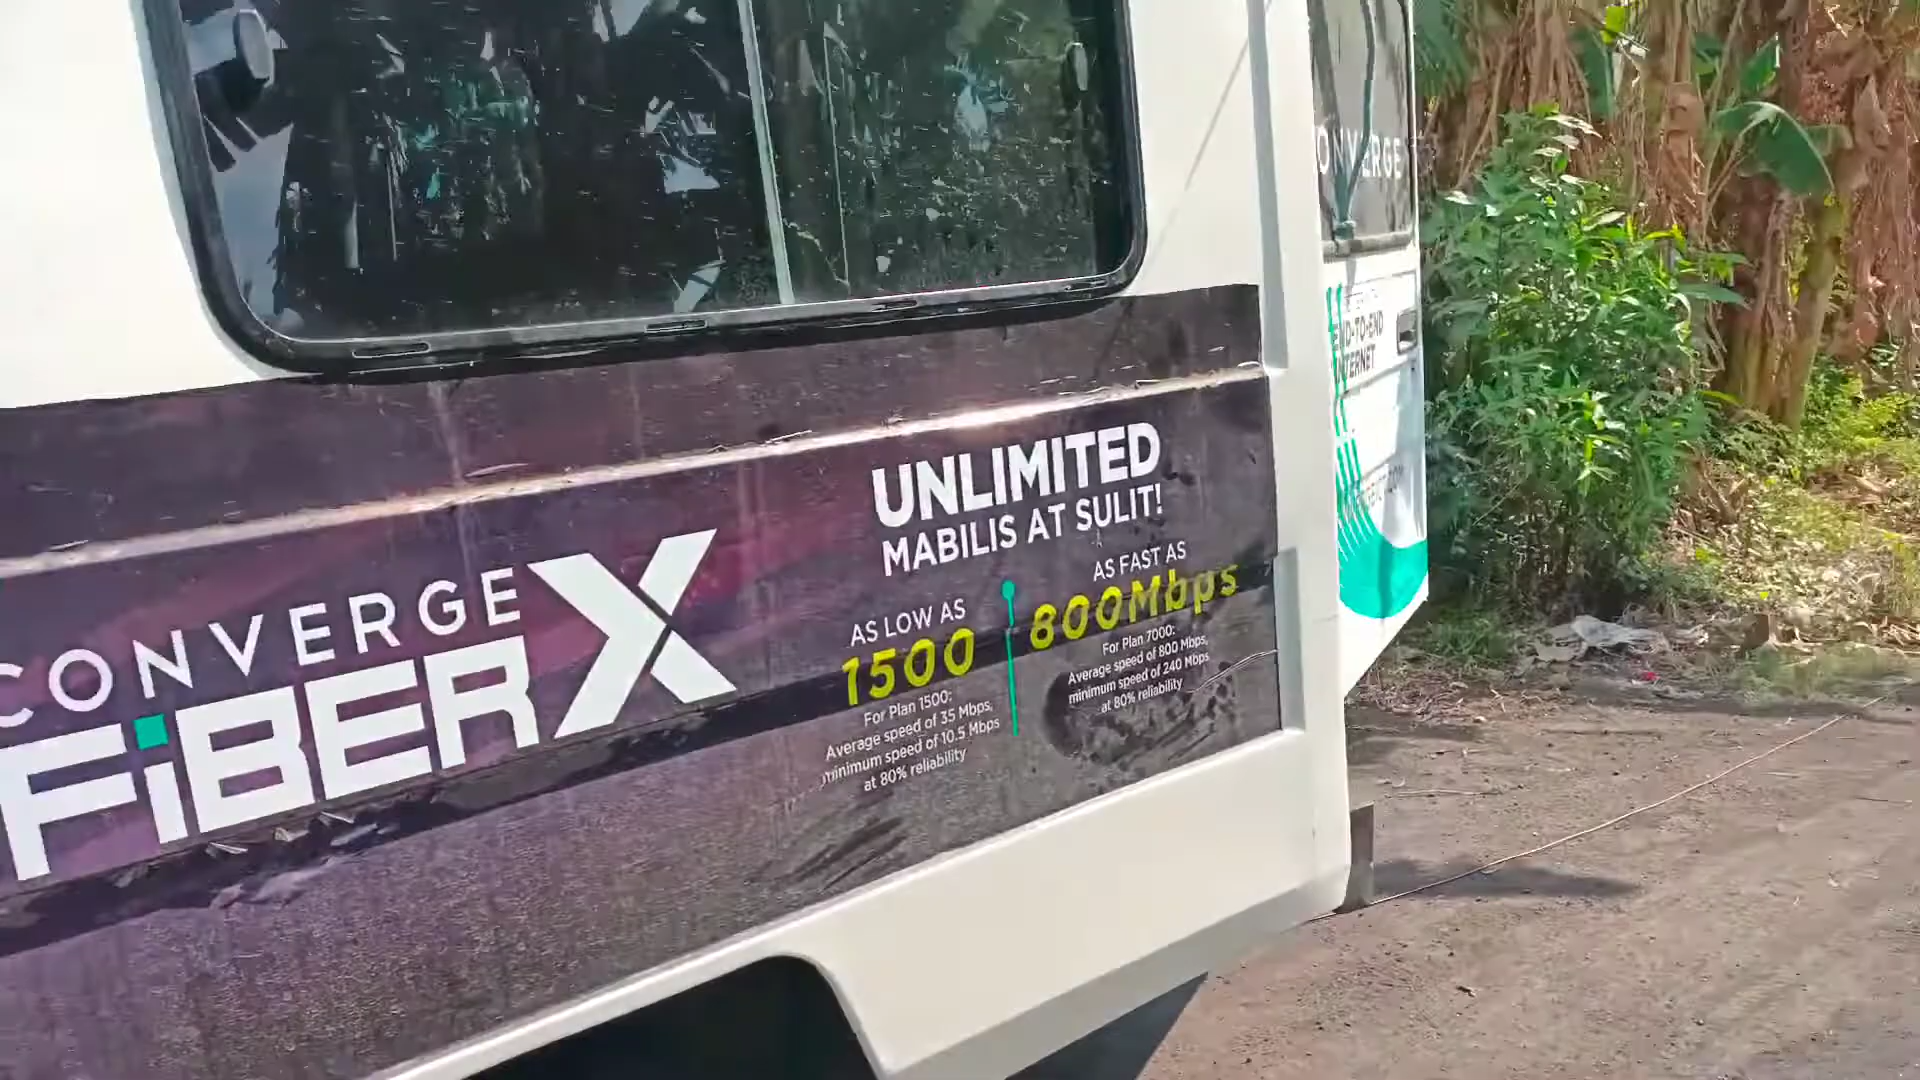 CONVERGE
FiBER X
UNLIMITED
MABILIS AT SULIT!
AS LOW AS
1500
For Plan 1500:
Average speed of 35 Mbps,
minimum speed of 10.5 Mbps
at 80% reliability
AS FAST AS
800Mbps
For Plan 7000:
Average speed of 800 Mbps,
minimum speed of 240 Mbps
at 80% reliability
ONVERGE
END-TO-END
INTERNET